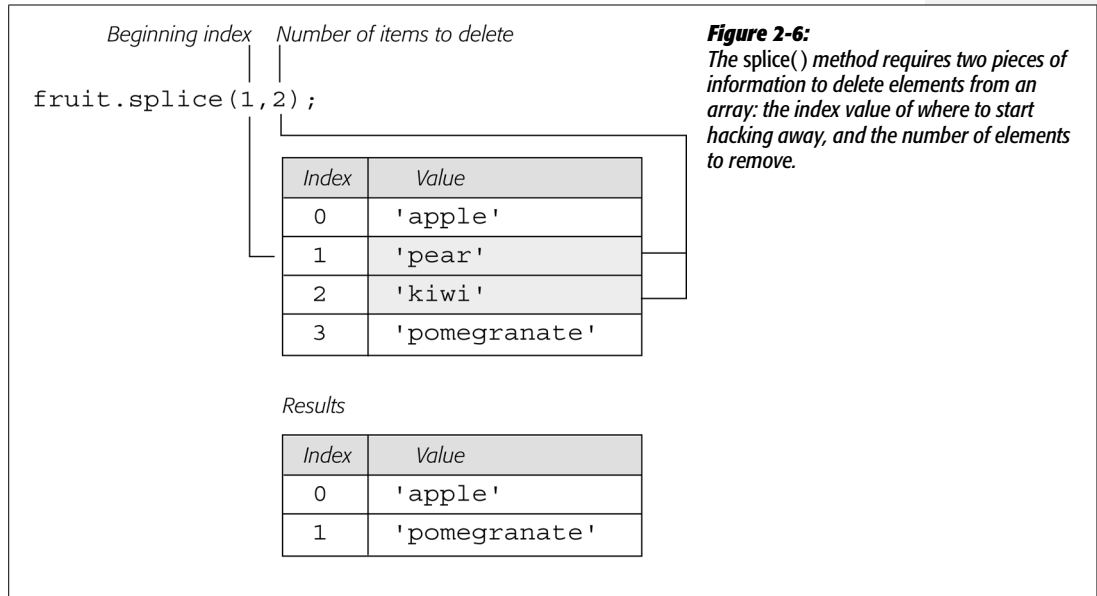 Beginning index Number of items to delete
fruit.splice(1,2);
Index Value
0 'apple'
1 'pear'
2 'kiwi'
3 'pomegranate'
Results
Index Value
0 'apple'
1 'pomegranate'
Figure 2-6:
The splice( ) method requires two pieces of
information to delete elements from an
array: the index value of where to start
hacking away, and the number of elements
to remove.